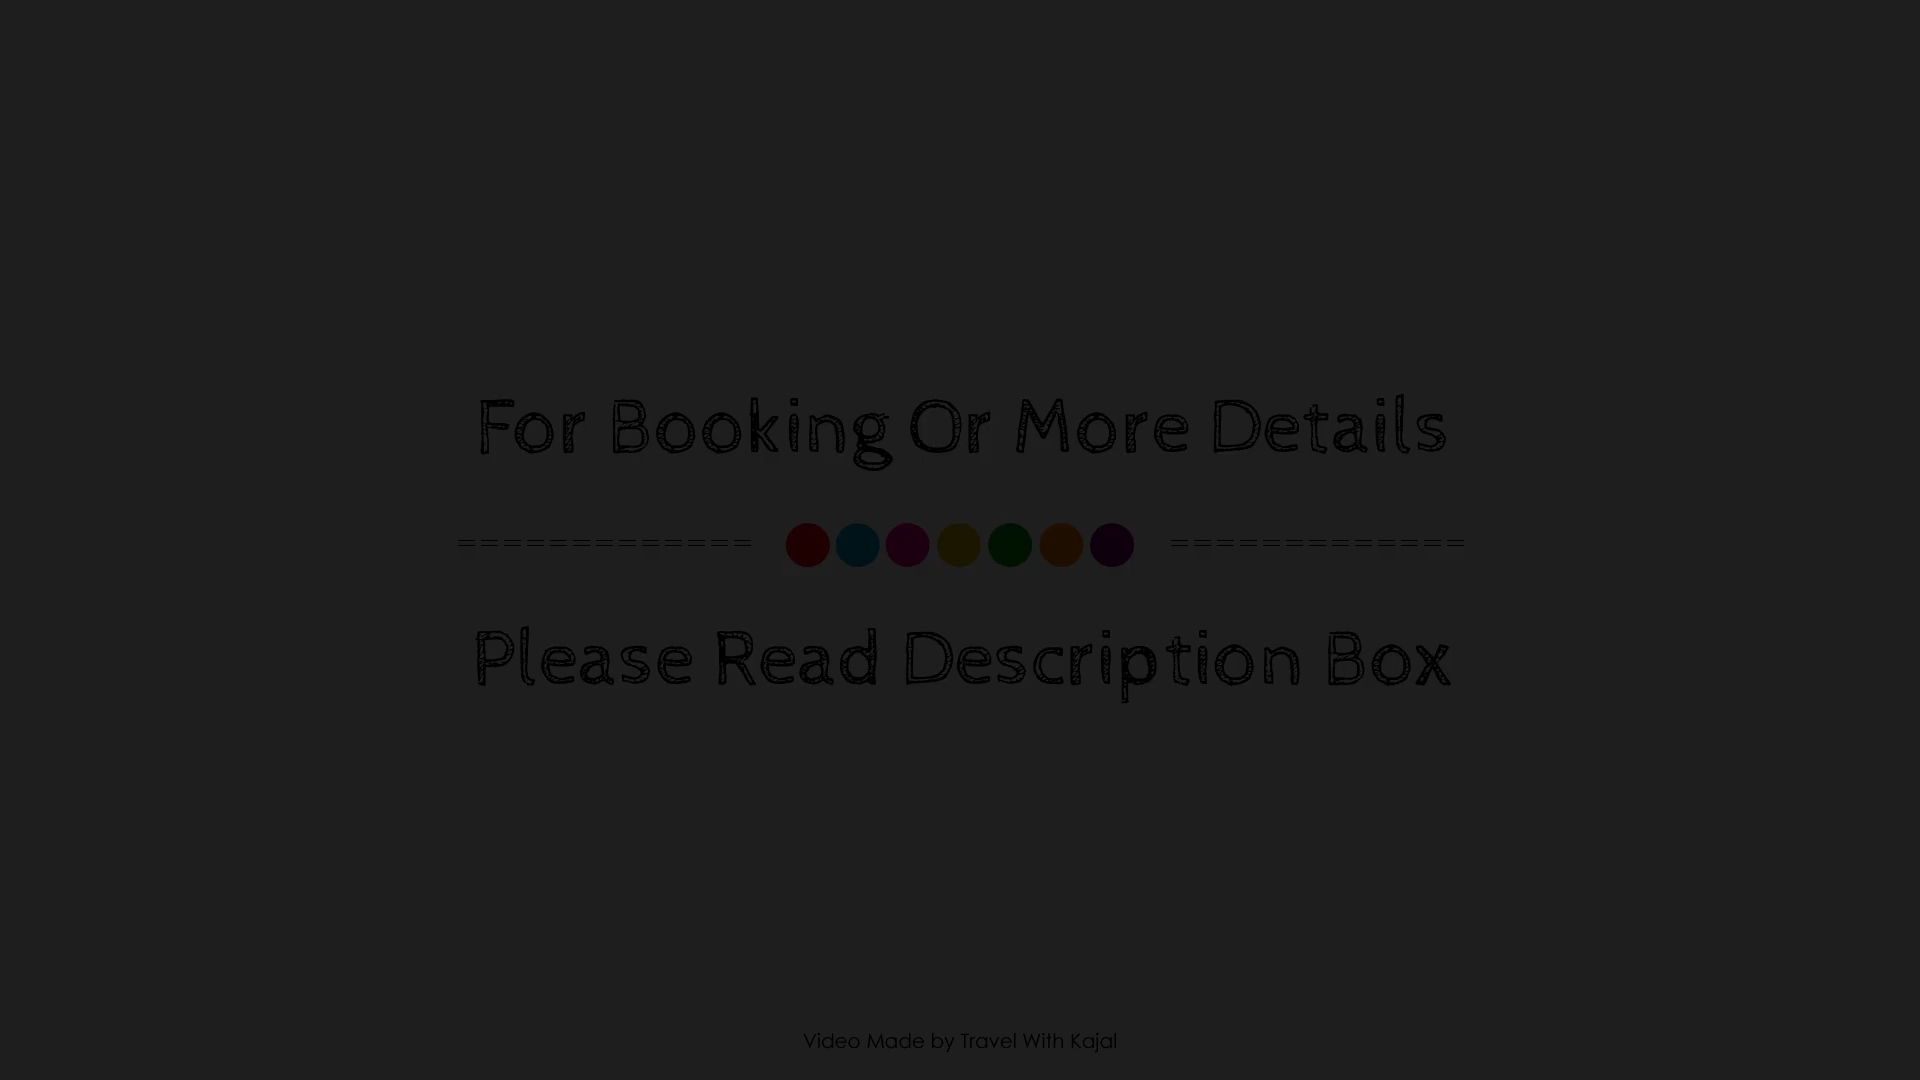 For Booking Or More Details
============= =============
Please Read Description Box
Video Made by Travel With Kajal